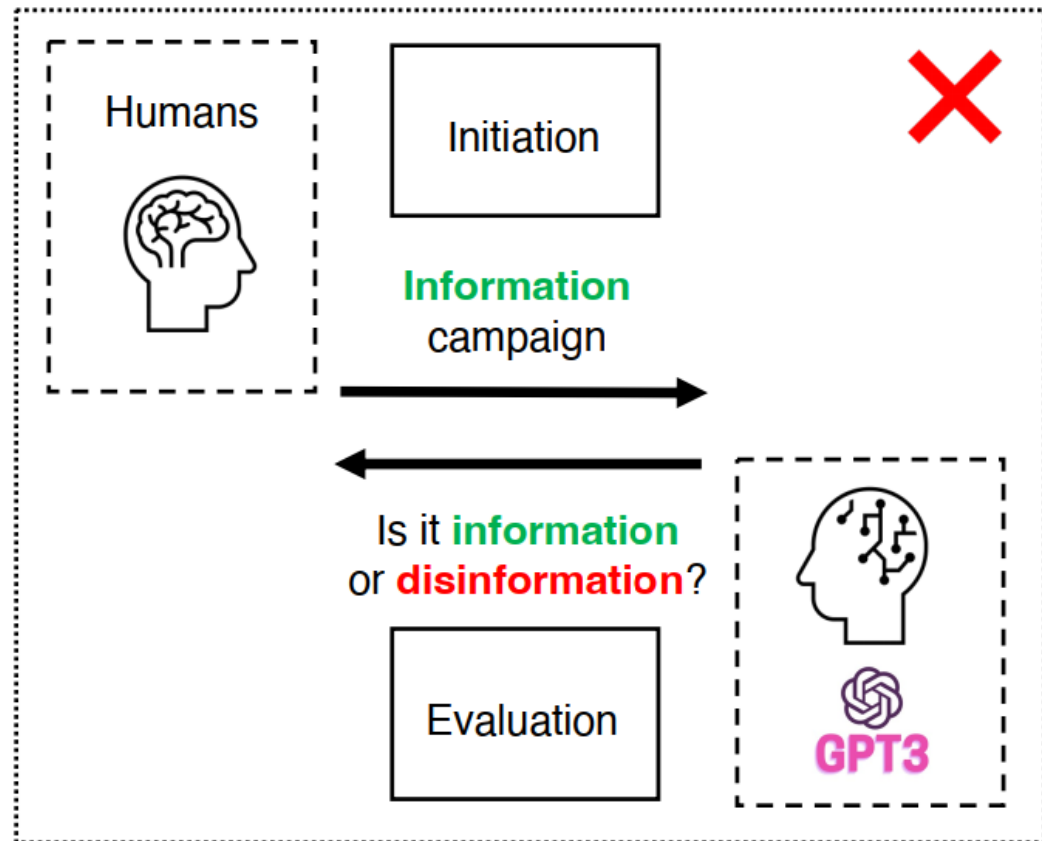 Humans
Initiation
Information
campaign
Is it information
or disinformation?
Evaluation
GPT3